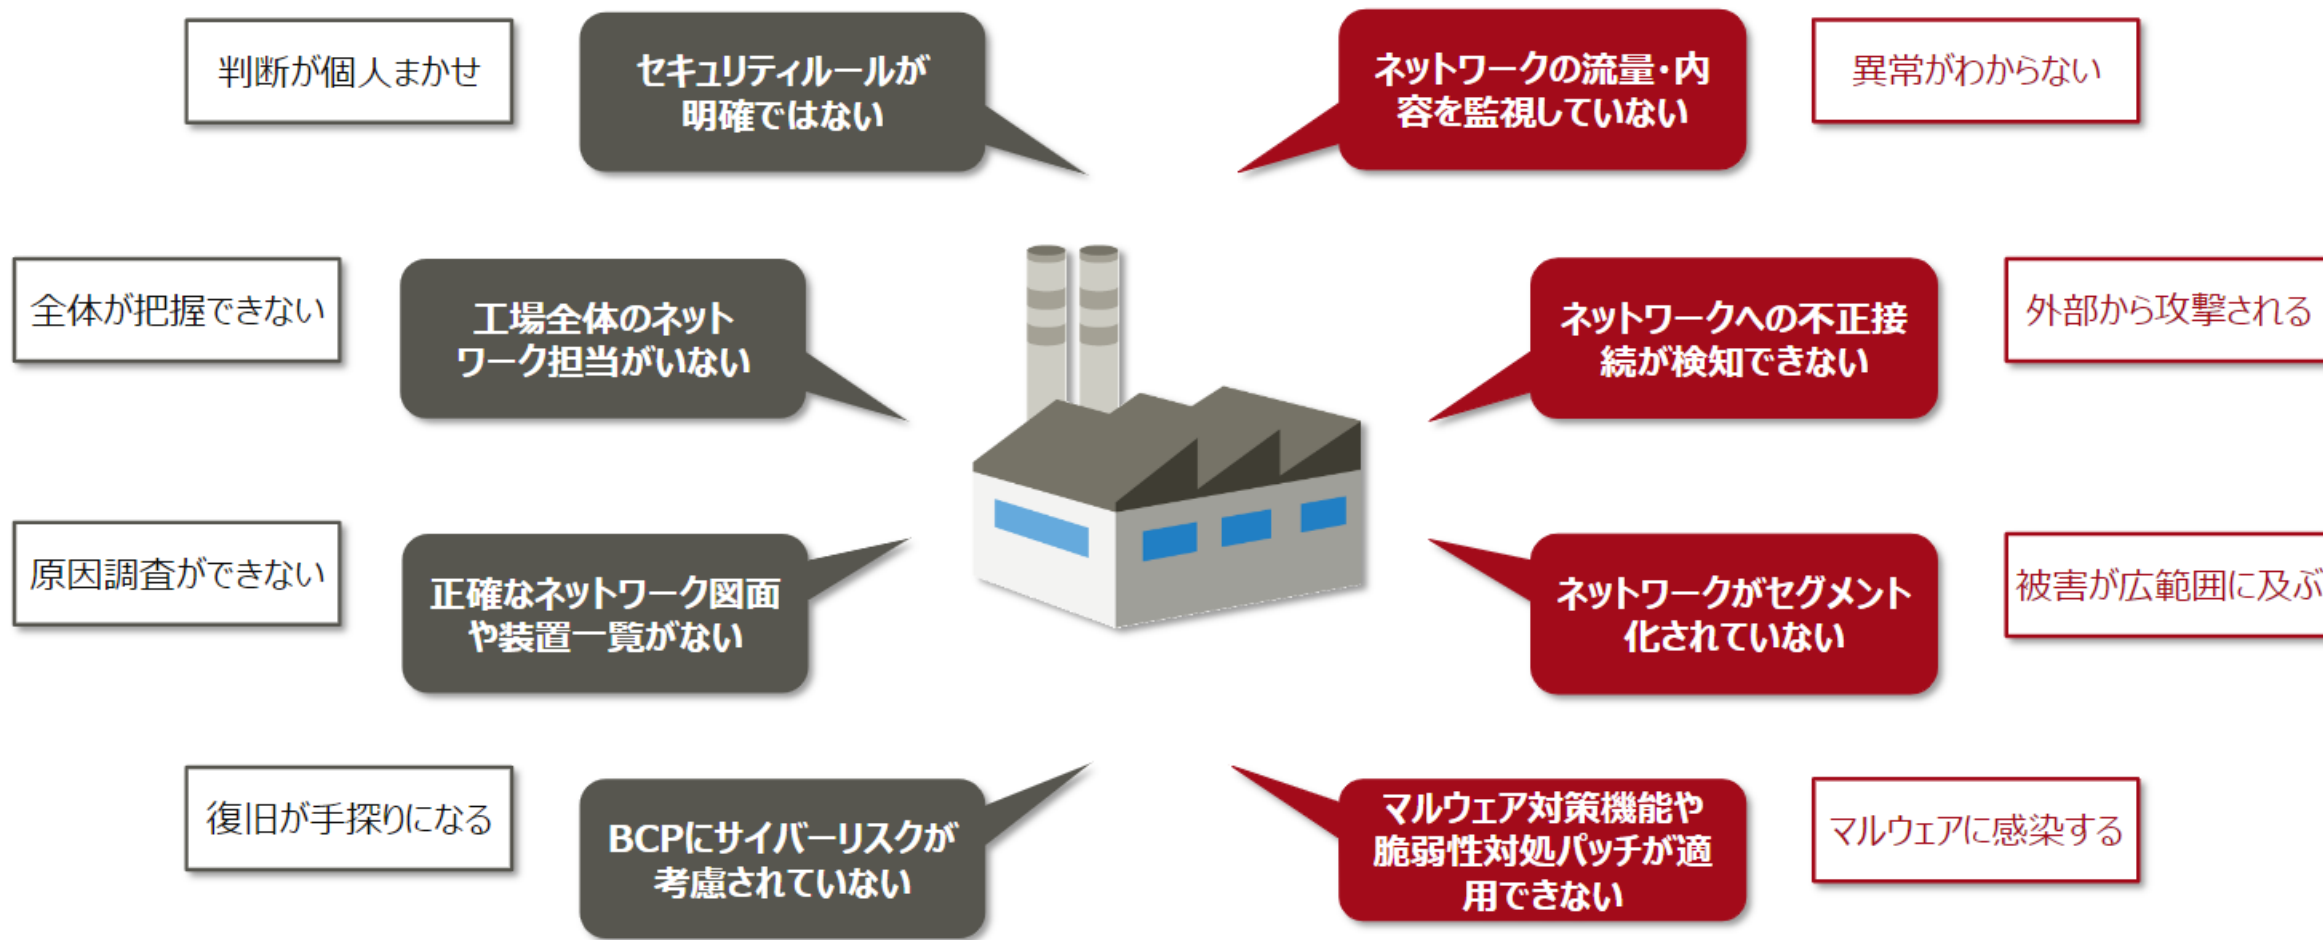 判断が個人まかせ
セキュリティルールが
明確ではない
ネットワークの流量・内
容を監視していない
異常がわからない
全体が把握できない
工場全体のネット
ワーク担当がいない
ネットワークへの不正接
続が検知できない
外部から攻撃される
原因調査ができない
正確なネットワーク図面
や装置一覧がない
ネットワークがセグメント
化されていない
被害が広範囲に及ぶ
復旧が手探りになる
BCPにサイバーリスクが
考慮されていない
マルウェア対策機能や
脆弱性対処パッチが適
用できない
マルウェアに感染する